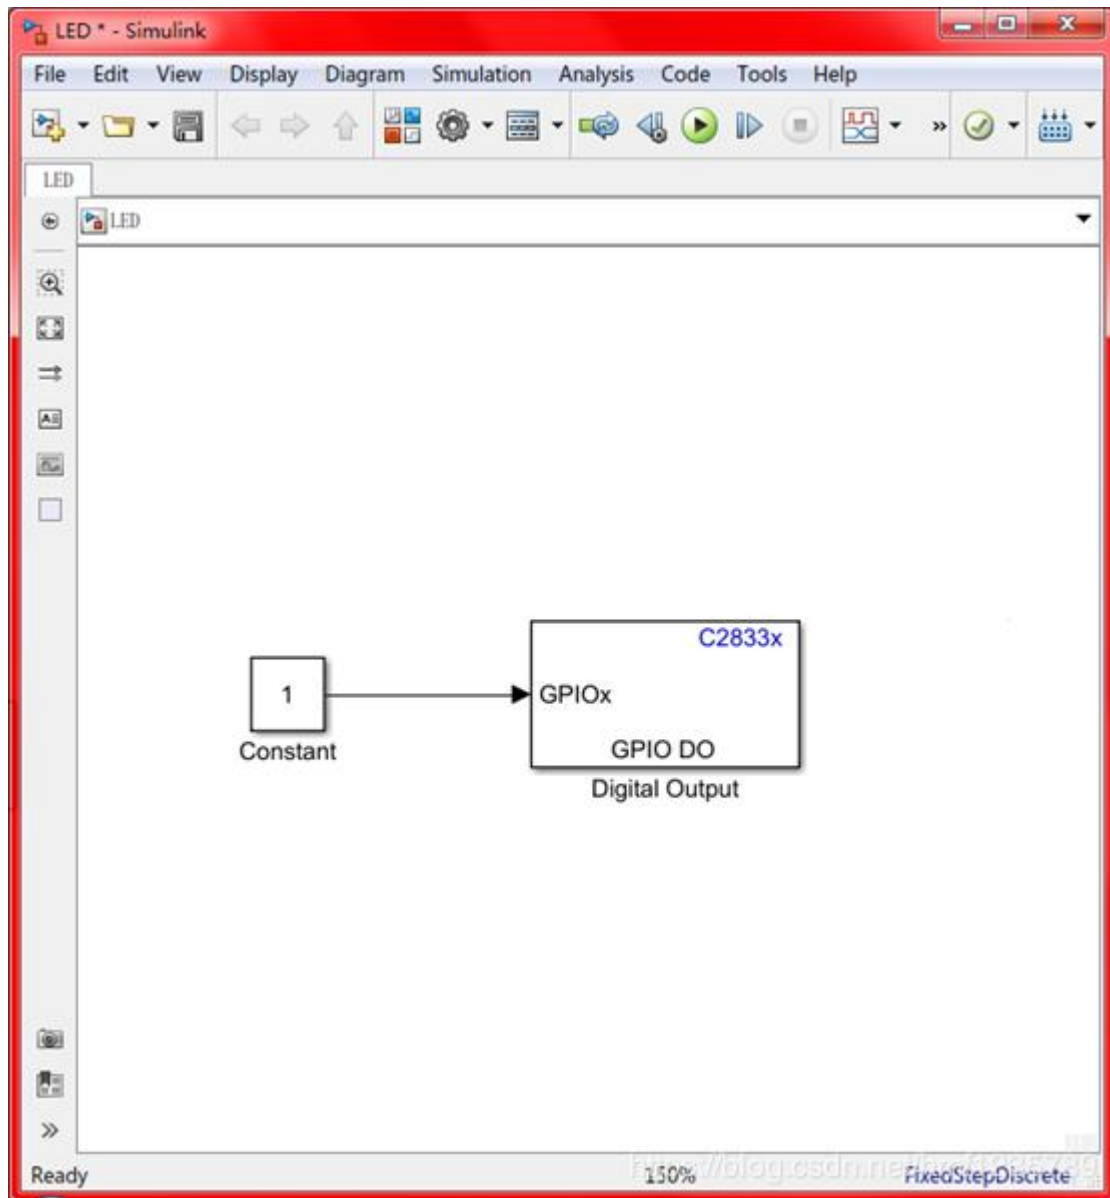 LED * - Simulink
File Edit View Display Diagram Simulation Analysis Code Tools Help
»
LED
LED
C2833x
1
GPIOx
GPIO DO
Constant
Digital Output
»
Ready 150% FixedStepDiscrete